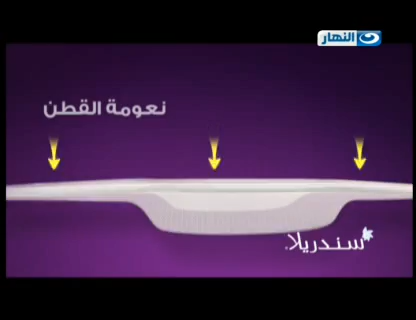 النهار
نعومة القطن
سندريلا